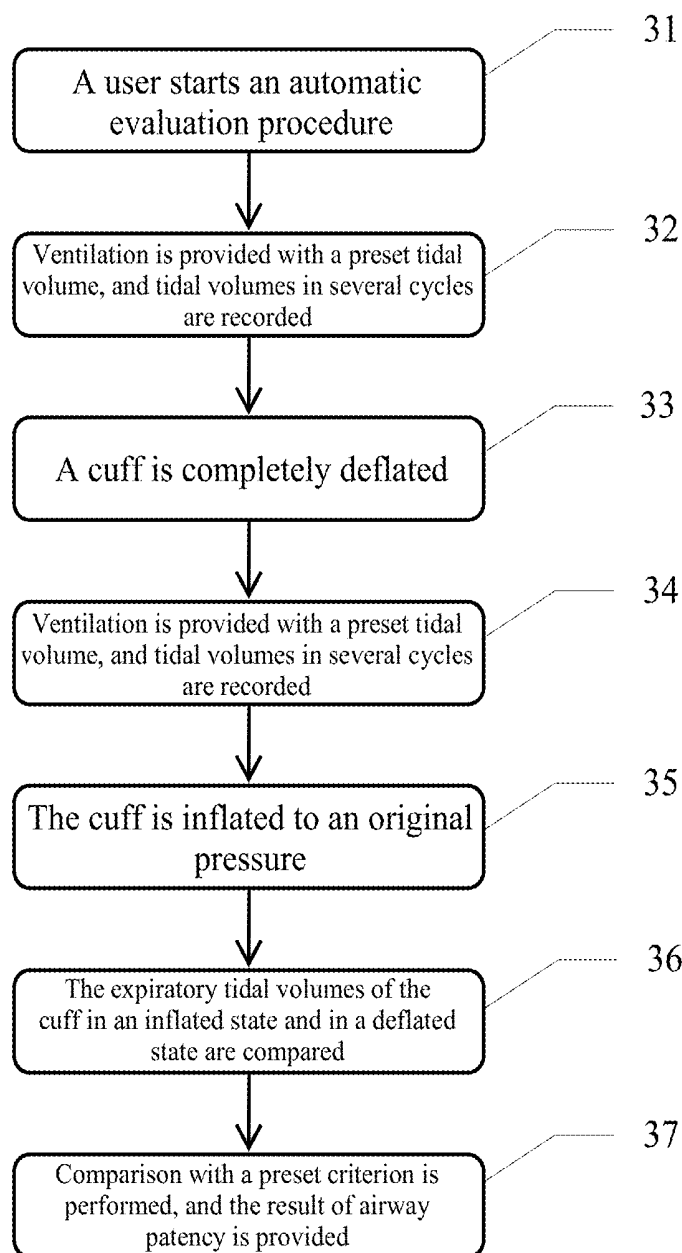 31
A user starts an automatic
evaluation procedure
32
Ventilation is provided with a preset tidal
volume, and tidal volumes in several cycles
are recorded
33
A cuff is completely deflated
34
Ventilation is provided with a preset tidal
volume, and tidal volumes in several cycles
are recorded
35
The cuff is inflated to an original
pressure
36
The expiratory tidal volumes of the
cuff in an inflated state and in a deflated
state are compared
37
Comparison with a preset criterion is
performed, and the result of airway
patency is provided